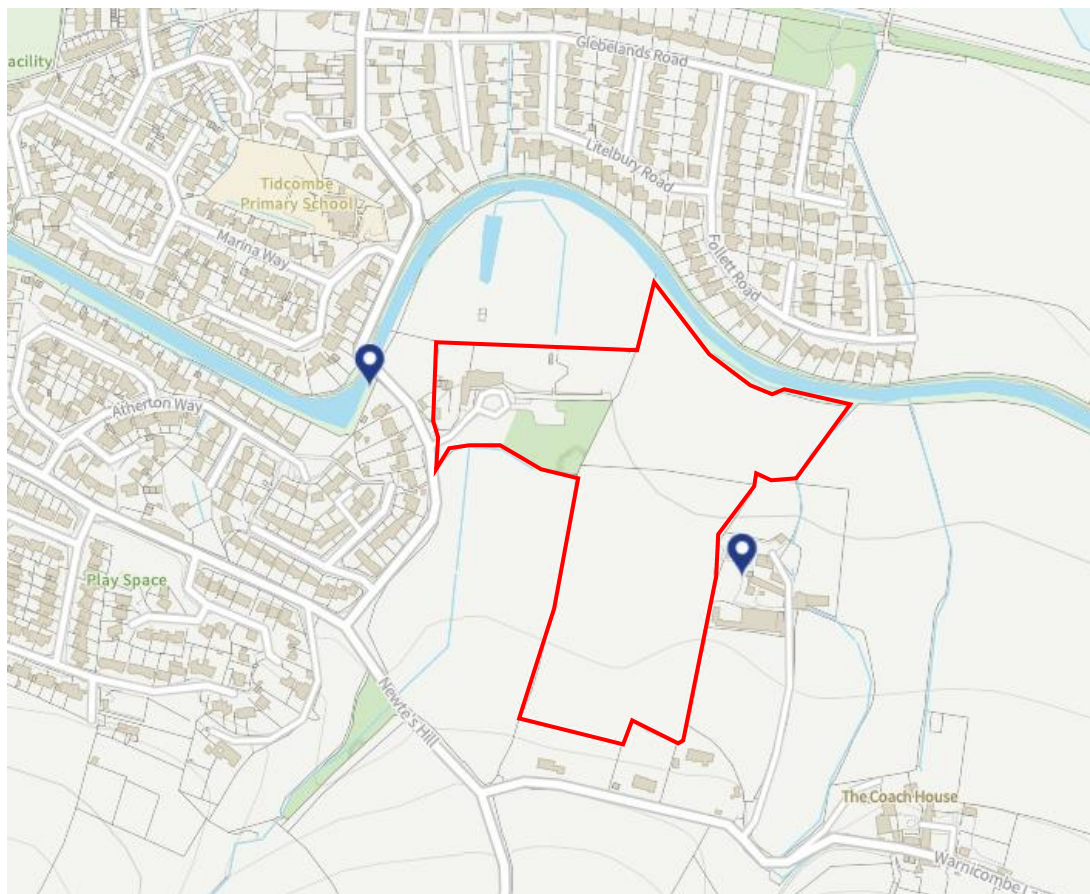 Glebelands Road
acility
Litelbury Road
Tidcombe
Primary School
Marina Way
Follett Road
Atherton Way
Play Space
Newte's Hill
The Coach House
Warnicombe La